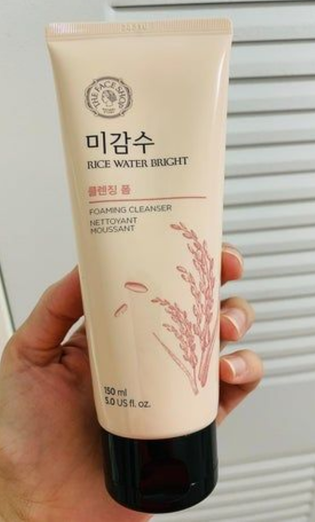 THE FACE SHOP
미감수
RICE WATER BRIGHT
클렌징 폼
FOAMING CLEANSER
NETTOYANT
MOUSSANT
150 ml
5.0 US fl. oz.